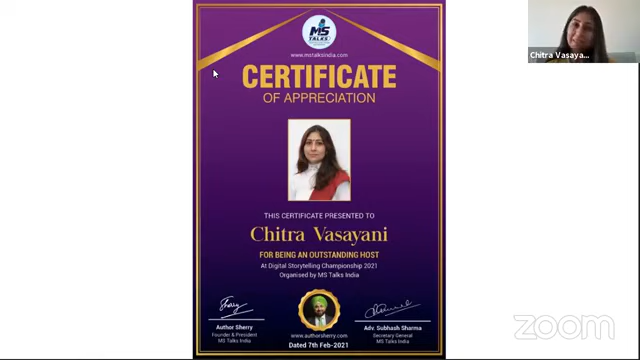 MS
TALKS
www.mstalksindia.com
CERTIFICATE
OF APPRECIATION
THIS CERTIFICATE PRESENTED TO
Chitra Vasayani
FOR BEING AN OUTSTANDING HOST
At Digital Storytelling Championship 2021
Organised by MS Talks India
Author Sherry
Founder & President
MS Talks India
www.authorsherry.com
Dated 7th Feb-2021
Adv. Subhash Sharma
Secretary General
MS Talks India
Chitra Vasaya...
zoom